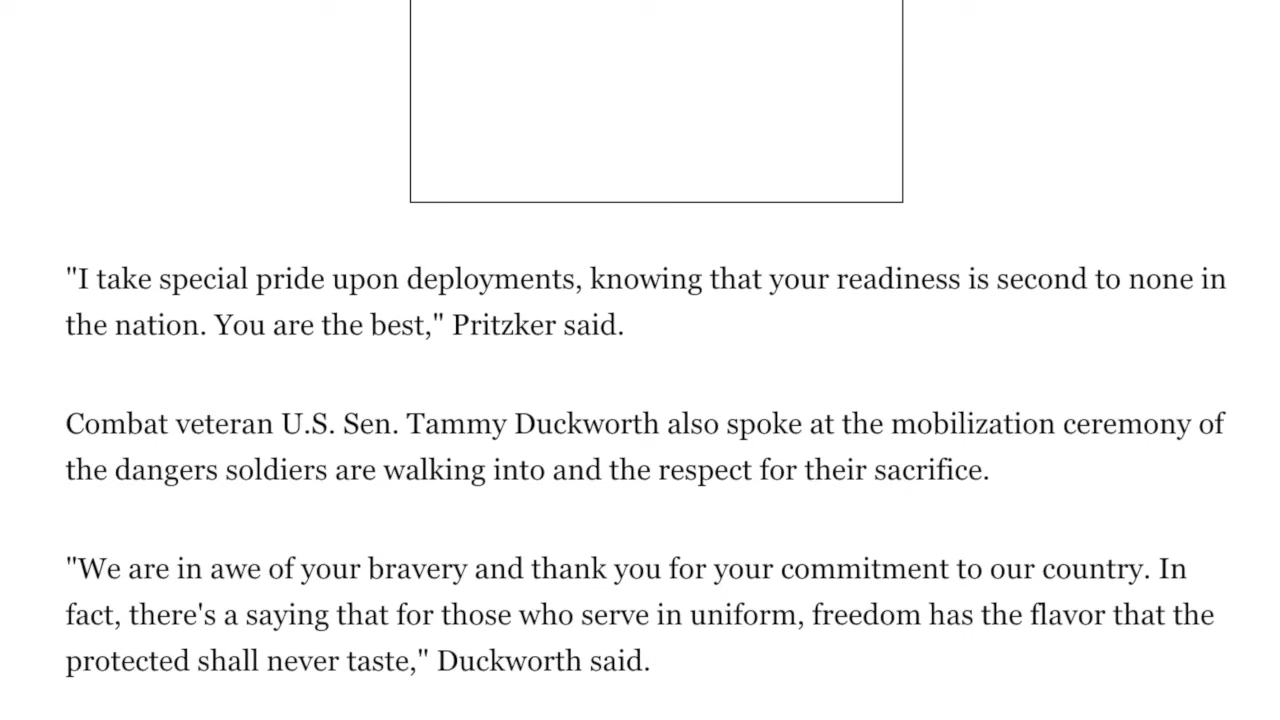 "I take special pride upon deployments, knowing that your readiness is second to none in
the nation. You are the best," Pritzker said.
Combat veteran U.S. Sen. Tammy Duckworth also spoke at the mobilization ceremony of
the dangers soldiers are walking into and the respect for their sacrifice.
"We are in awe of your bravery and thank you for your commitment to our country. In
fact, there's a saying that for those who serve in uniform, freedom has the flavor that the
protected shall never taste," Duckworth said.